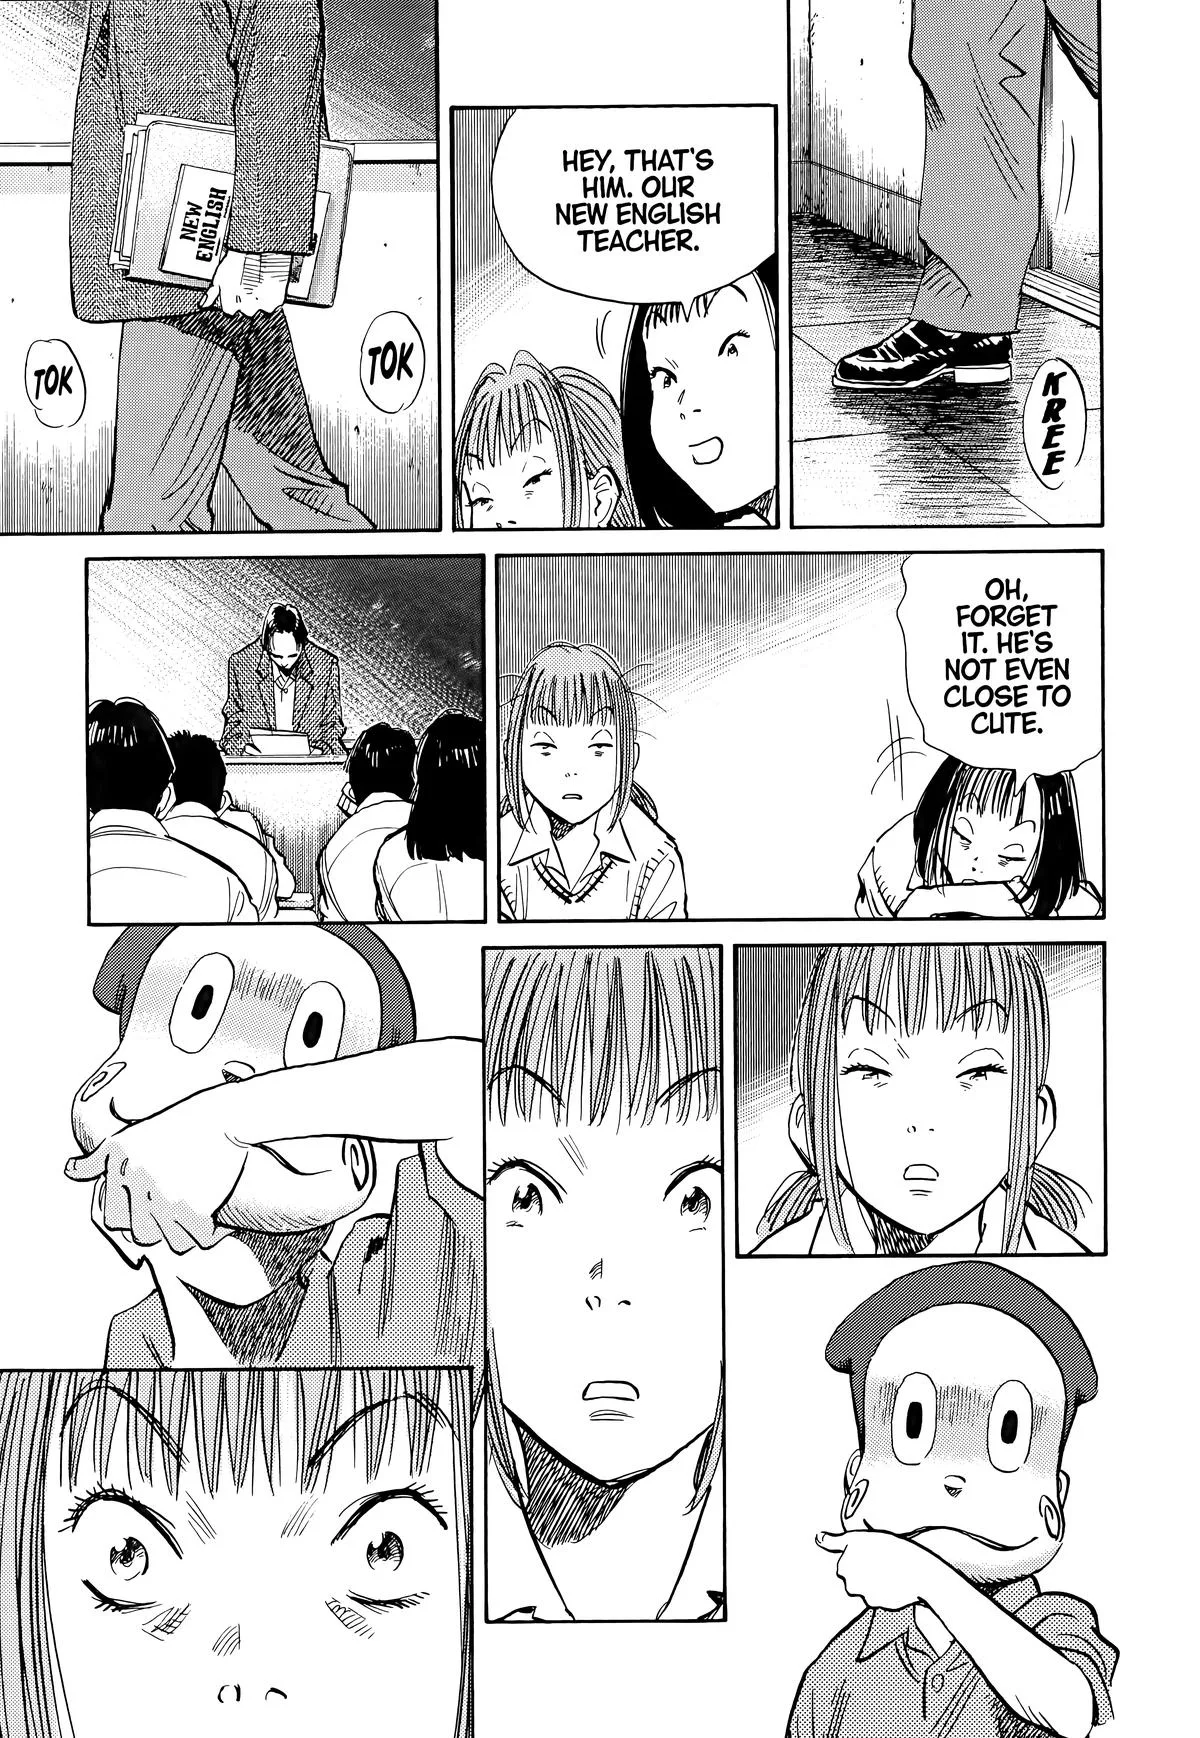 KREE
HEY, THAT'S
HIM. OUR
NEW ENGLISH
TEACHER.
NEW
ENGLISH
TOK
TOK
OH,
FORGET
IT. HE'S
NOT EVEN
CLOSE TO
CUTE.